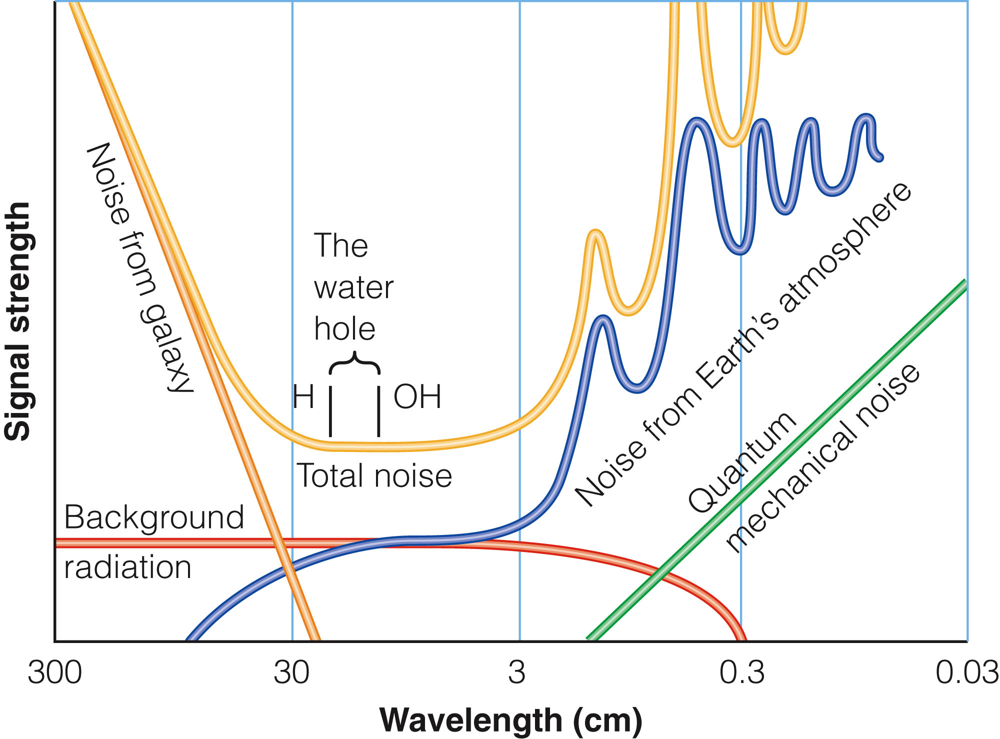 Signal strength
Noise from galaxy
The
water
hole
H
OH
Total noise
Background
radiation
Noise from Earth’s atmosphere
Quantum
mechanical noise
300
30
3
0.3
0.03
Wavelength (cm)